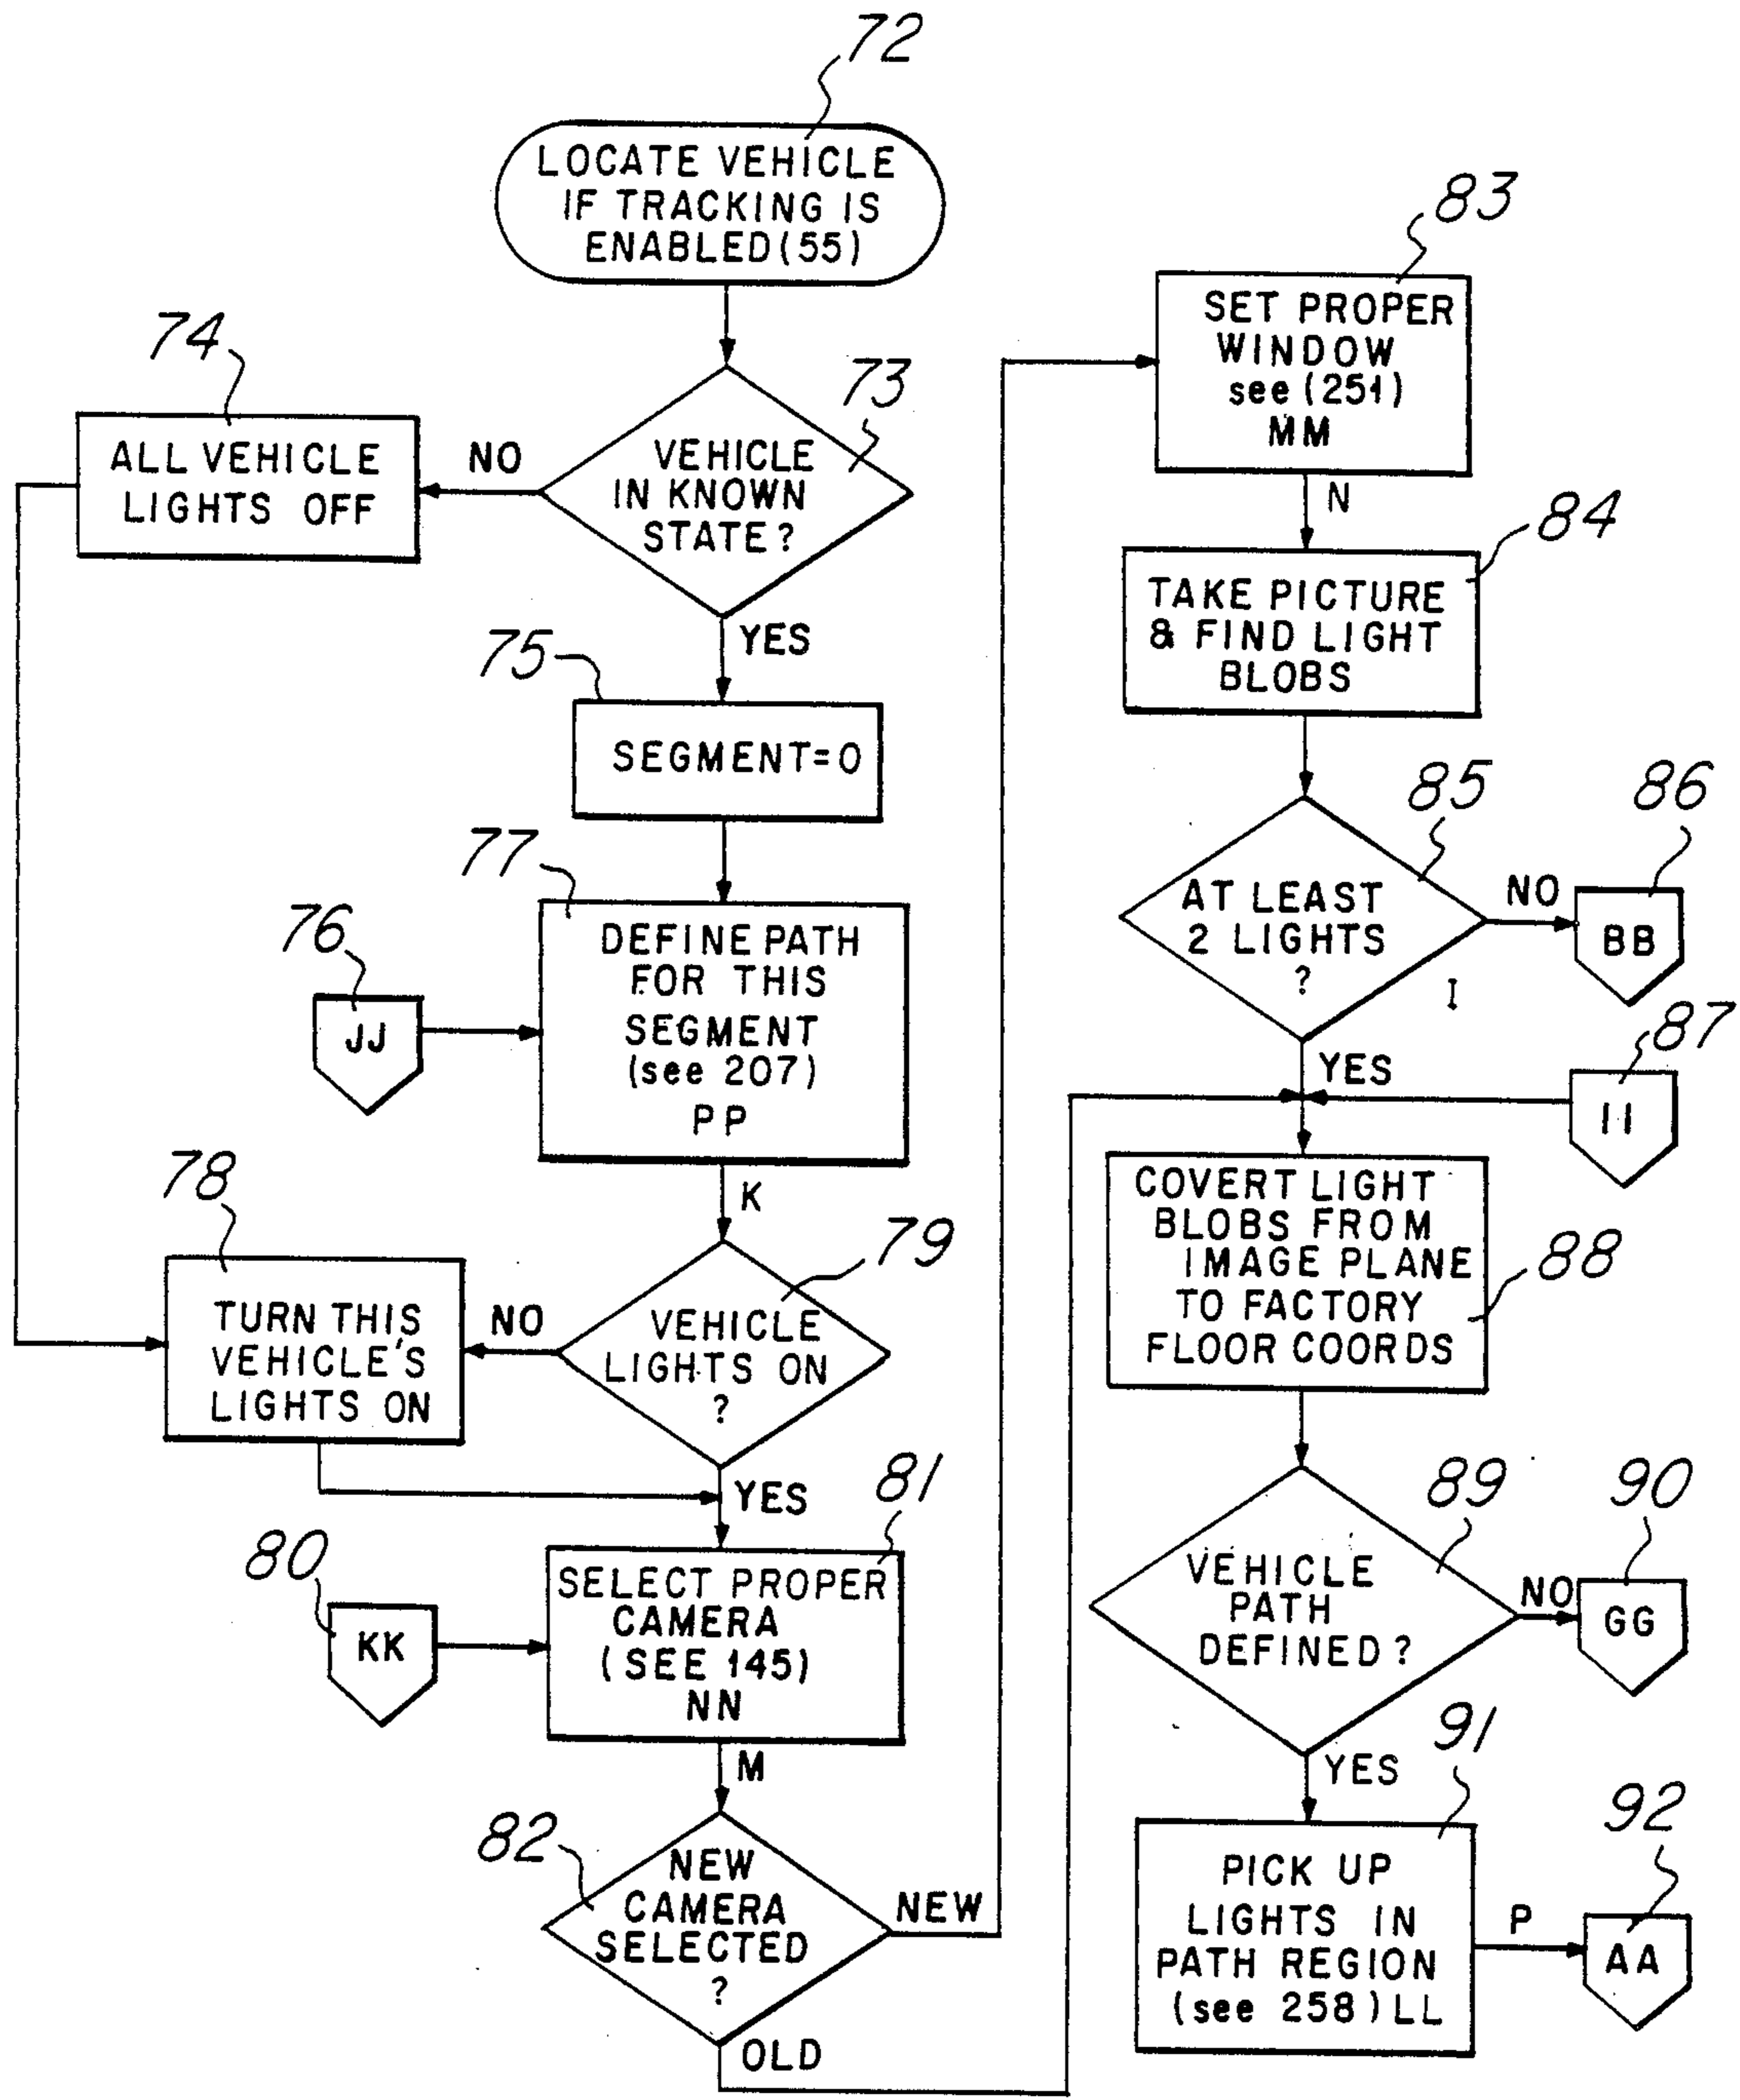 72
LOCATE VEHICLE
IF TRACKING IS
ENABLED (55)
73
VEHICLE
IN KNOWN
STATE ?
NO
74
ALL VEHICLE
LIGHTS OFF
YES
75
SEGMENT=0
76
JJ
77
DEFINE PATH
FOR THIS
SEGMENT
(see 207)
PP
K
78
TURN THIS
VEHICLE'S
LIGHTS ON
79
VEHICLE
LIGHTS ON
?
NO
YES
80
KK
81
SELECT PROPER
CAMERA
(SEE 145)
NN
M
82
NEW
CAMERA
SELECTED
?
NEW
OLD
83
SET PROPER
WINDOW
see (251)
MM
N
84
TAKE PICTURE
& FIND LIGHT
BLOBS
85
AT LEAST
2 LIGHTS
?
NO
86
BB
I
YES
87
II
88
COVERT LIGHT
BLOBS FROM
IMAGE PLANE
TO FACTORY
FLOOR COORDS
89
VEHICLE
PATH
DEFINED ?
NO
90
GG
YES
91
PICK UP
LIGHTS IN
PATH REGION
(see 258) LL
P
92
AA